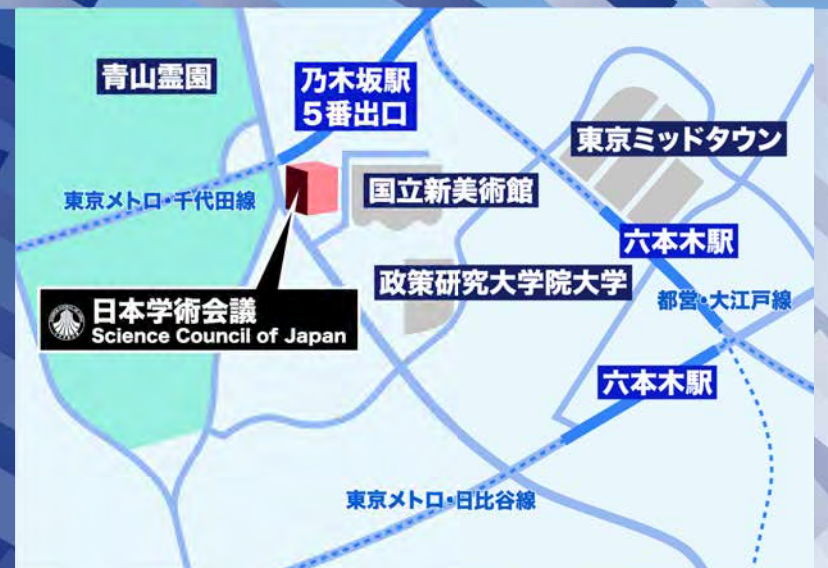 青山霊園
乃木坂駅
5番出口
東京ミッドタウン
東京メトロ・千代田線
国立新美術館
六本木駅
政策研究大学院大学
都営・大江戸線
日本学術会議
Science Council of Japan
六本木駅
東京メトロ・日比谷線